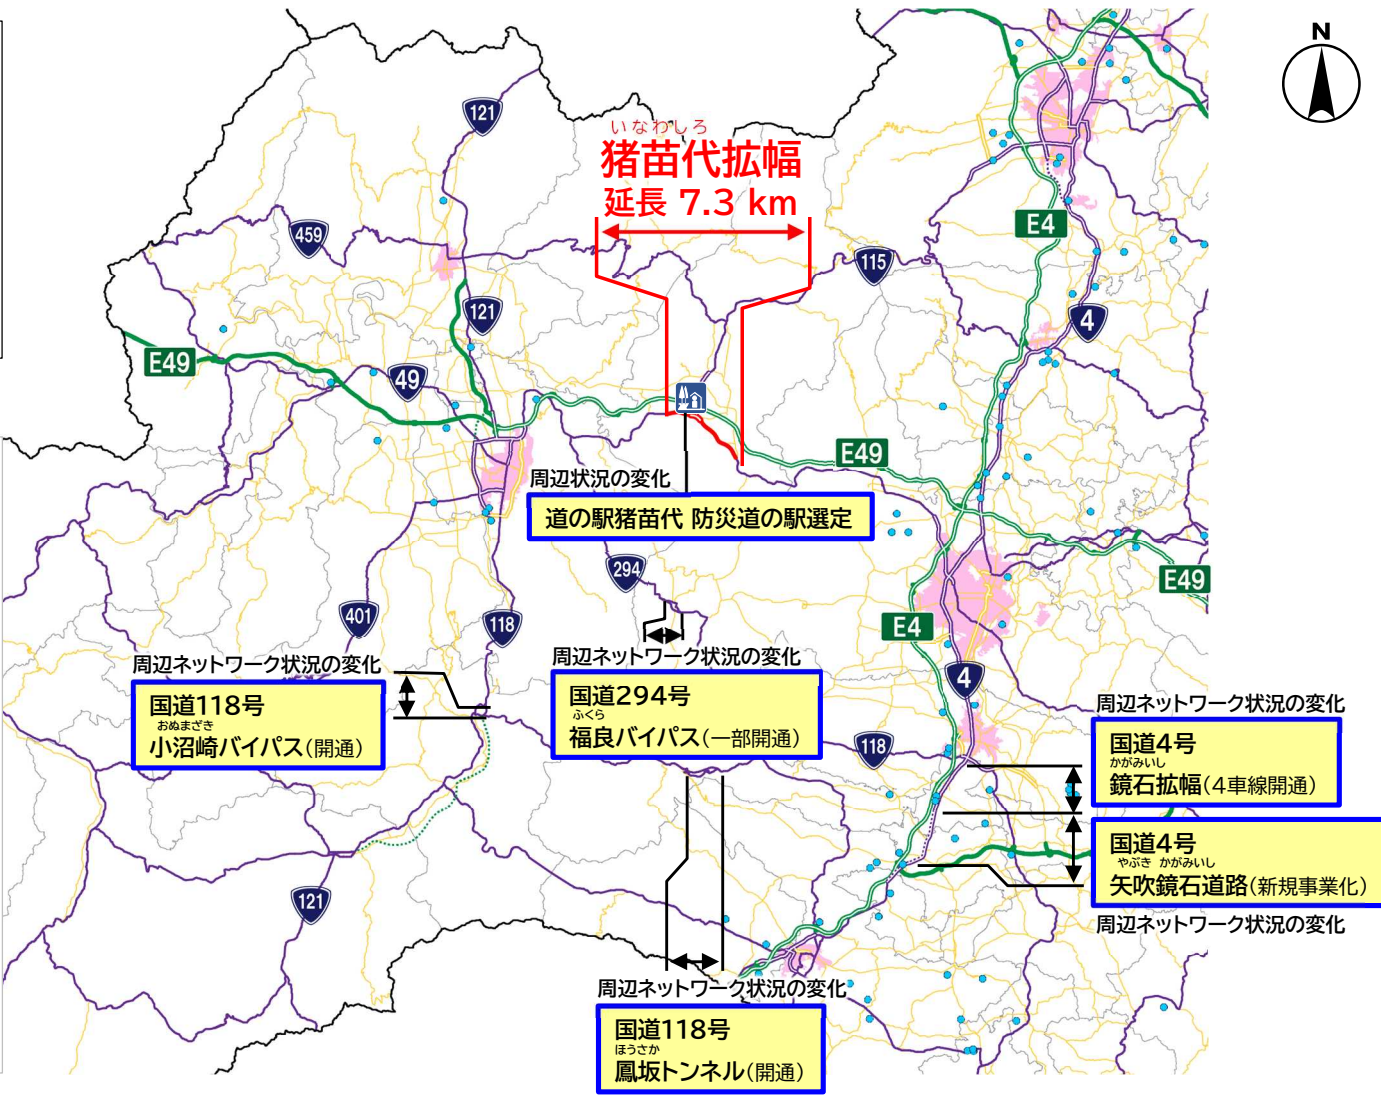 N
121
いなわしろ
猪苗代拡幅
延長 7.3 km
E4
459
115
121
4
E49
49
E49
周辺状況の変化
道の駅猪苗代 防災道の駅選定
294
E49
401
118
E4
周辺ネットワーク状況の変化
国道118号
おぬまざき
小沼崎バイパス(開通)
周辺ネットワーク状況の変化
国道294号
ふくら
福良バイパス(一部開通)
4
118
周辺ネットワーク状況の変化
国道4号
かがみいし
鏡石拡幅(4車線開通)
国道4号
やぶき かがみいし
矢吹鏡石道路(新規事業化)
周辺ネットワーク状況の変化
121
周辺ネットワーク状況の変化
国道118号
ほうさか
鳳坂トンネル(開通)